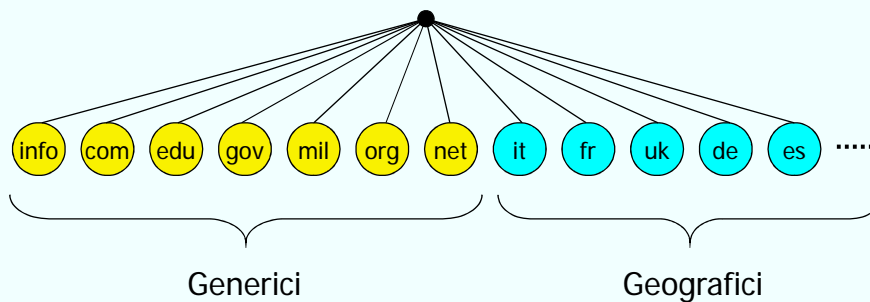 info com edu gov mil org net it fr uk de es .....
Generici Geografici